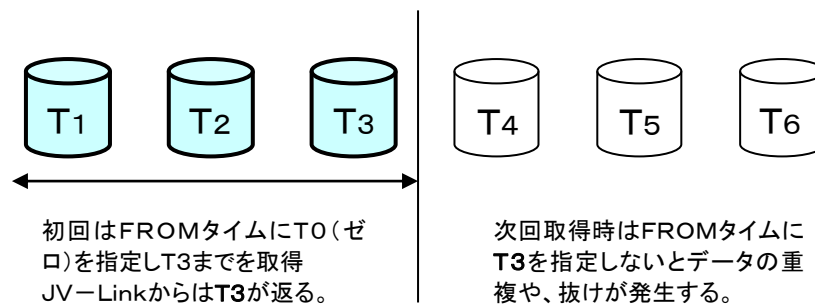 T1
T2
T3
T4
T5
T6
初回はFROMタイムにT0（ゼ
ロ）を指定しT3までを取得
JV－LinkからはT3が返る。
次回取得時はFROMタイムに
T3を指定しないとデータの重
複や、抜けが発生する。